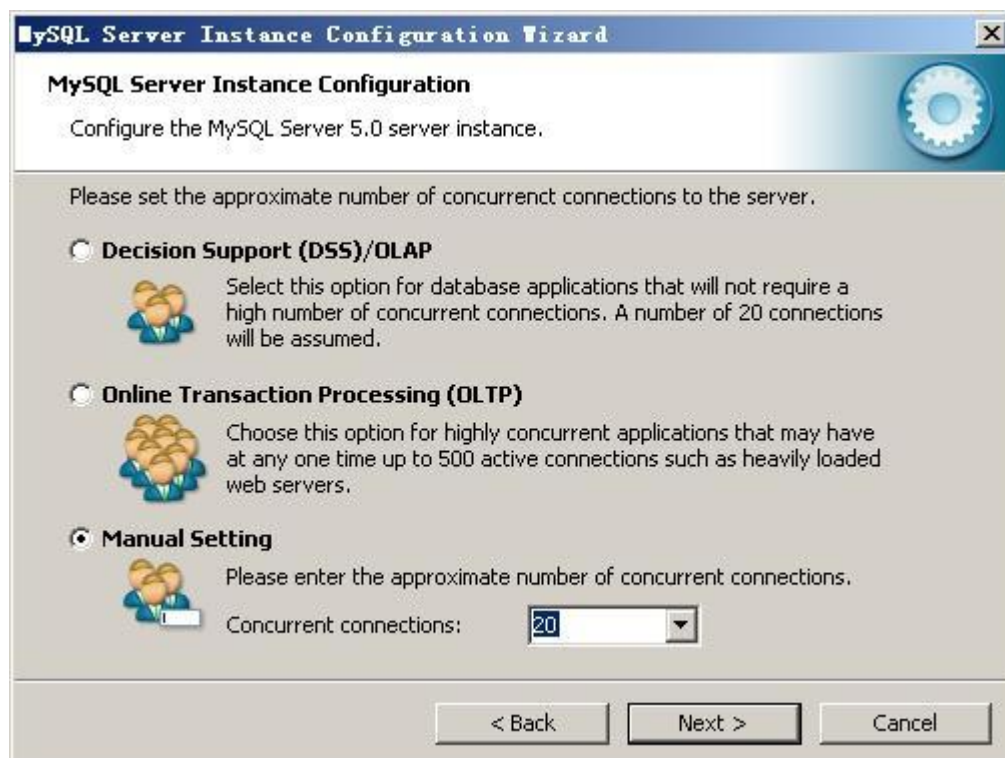 MySQL Server Instance Configuration Wizard
MySQL Server Instance Configuration
Configure the MySQL Server 5.0 server instance.
Please set the approximate number of concurrenct connections to the server.
Decision Support (DSS)/OLAP
Select this option for database applications that will not require a
high number of concurrent connections. A number of 20 connections
will be assumed.
Online Transaction Processing (OLTP)
Choose this option for highly concurrent applications that may have
at any one time up to 500 active connections such as heavily loaded
web servers.
Manual Setting
Please enter the approximate number of concurrent connections.
Concurrent connections: 20
< Back Next > Cancel